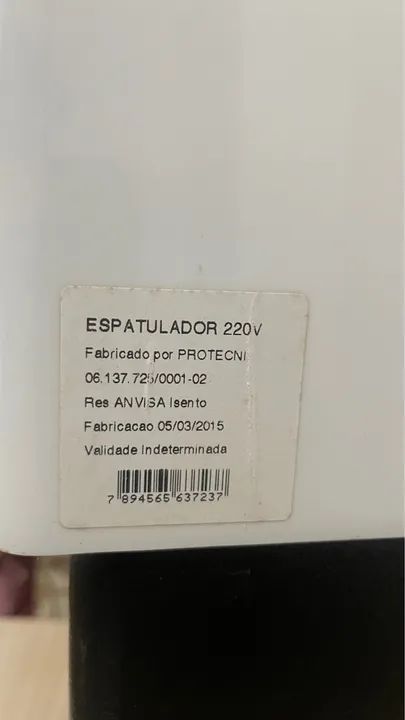 ESPATULADOR 220V
Fabricado por PROTECNI
06.137.725/0001-02
Res ANVISA Isento
Fabricacao 05/03/2015
Validade Indeterminada
7 894565 637237